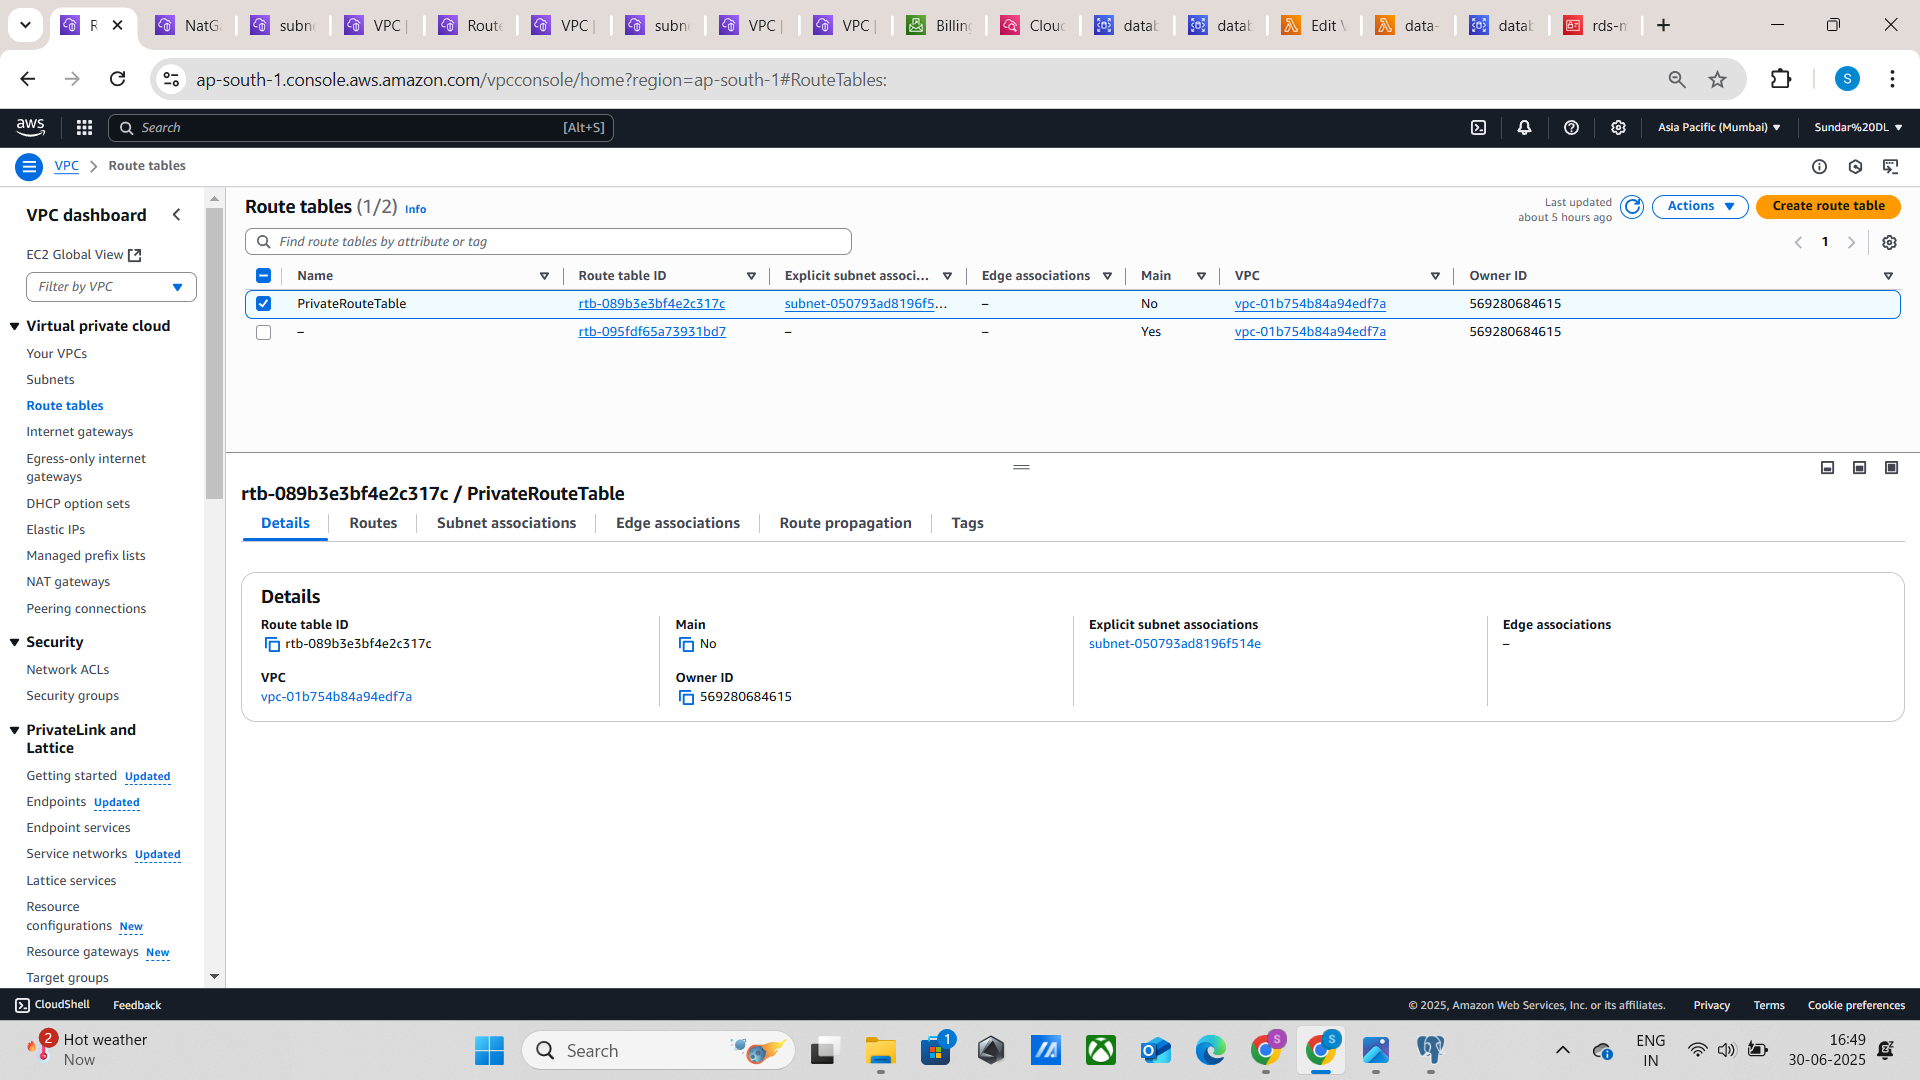 R
NatG
subn
VPC |
Route
VPC |
subn
VPC |
VPC |
Billing
Clou
datab
datab
Edit V
data-
datab
rds-m
ap-south-1.console.aws.amazon.com/vpcconsole/home?region=ap-south-1#RouteTables:
S
aws
Search
[Alt+S]
Asia Pacific (Mumbai)
Sundar%20DL
VPC
Route tables
VPC dashboard
EC2 Global View
Filter by VPC
Virtual private cloud
Your VPCs
Subnets
Route tables
Internet gateways
Egress-only internet
gateways
DHCP option sets
Elastic IPs
Managed prefix lists
NAT gateways
Peering connections
Security
Network ACLs
Security groups
PrivateLink and
Lattice
Getting started Updated
Endpoints Updated
Endpoint services
Service networks Updated
Lattice services
Resource
configurations New
Resource gateways New
Target groups
Route tables (1/2) Info
Last updated
about 5 hours ago
Actions
Create route table
Find route tables by attribute or tag
1
Name Route table ID Explicit subnet associ... Edge associations Main VPC Owner ID
PrivateRouteTable rtb-089b3e3bf4e2c317c subnet-050793ad8196f5... – No vpc-01b754b84a94edf7a 569280684615
– rtb-095fdf65a73931bd7 – – Yes vpc-01b754b84a94edf7a 569280684615
rtb-089b3e3bf4e2c317c / PrivateRouteTable
Details Routes Subnet associations Edge associations Route propagation Tags
Details
Route table ID
rtb-089b3e3bf4e2c317c
Main
No
Explicit subnet associations
subnet-050793ad8196f514e
Edge associations
–
VPC
vpc-01b754b84a94edf7a
Owner ID
569280684615
CloudShell
Feedback
© 2025, Amazon Web Services, Inc. or its affiliates.
Privacy
Terms
Cookie preferences
2
Hot weather
Now
Search
1
S
S
ENG
IN
16:49
30-06-2025